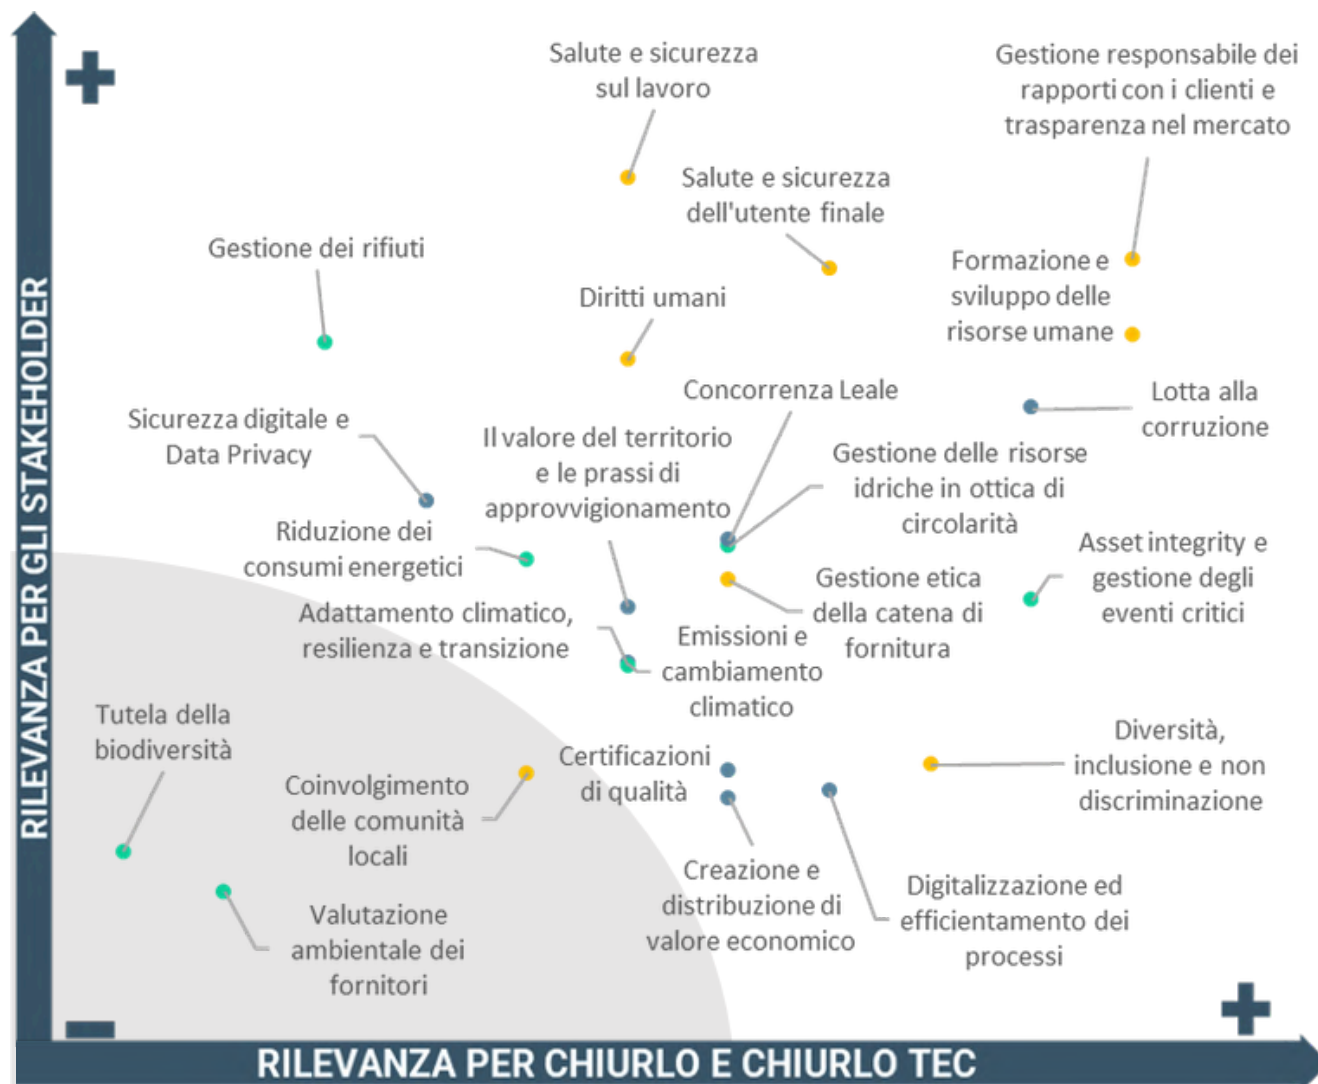 Salute e sicurezza
sul lavoro
Gestione responsabile dei
rapporti con i clienti e
trasparenza nel mercato
Salute e sicurezza
dell'utente finale
Gestione dei rifiuti
Formazione e
sviluppo delle
risorse umane
Diritti umani
Concorrenza Leale
Lotta alla
corruzione
Sicurezza digitale e
Data Privacy
Il valore del territorio
e le prassi di
approvvigionamento
Gestione delle risorse
idriche in ottica di
circolarità
Riduzione dei
consumi energetici
Asset integrity e
gestione degli
eventi critici
Gestione etica
della catena di
fornitura
Adattamento climatico,
resilienza e transizione
Emissioni e
cambiamento
climatico
Tutela della
biodiversità
Diversità,
inclusione e non
discriminazione
Certificazioni
di qualità
Coinvolgimento
delle comunità
locali
Creazione e
distribuzione di
valore economico
Digitalizzazione ed
efficientamento dei
processi
Valutazione
ambientale dei
fornitori
RILEVANZA PER GLI STAKEHOLDER
RILEVANZA PER CHIURLO E CHIURLO TEC